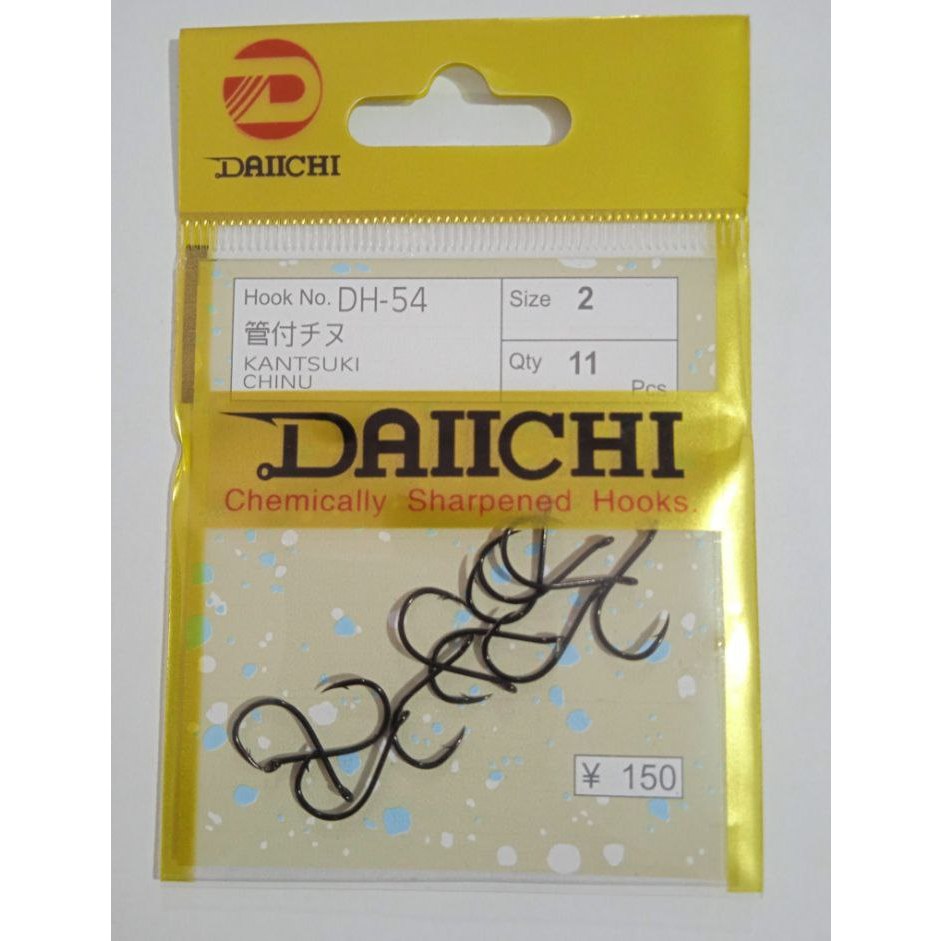 DAIICHI
Hook No. DH-54
管付チヌ
KANTSUKI
CHINU
Size 2
Qty 11
Pcs
DAIICHI
Chemically Sharpened Hooks.
¥ 150